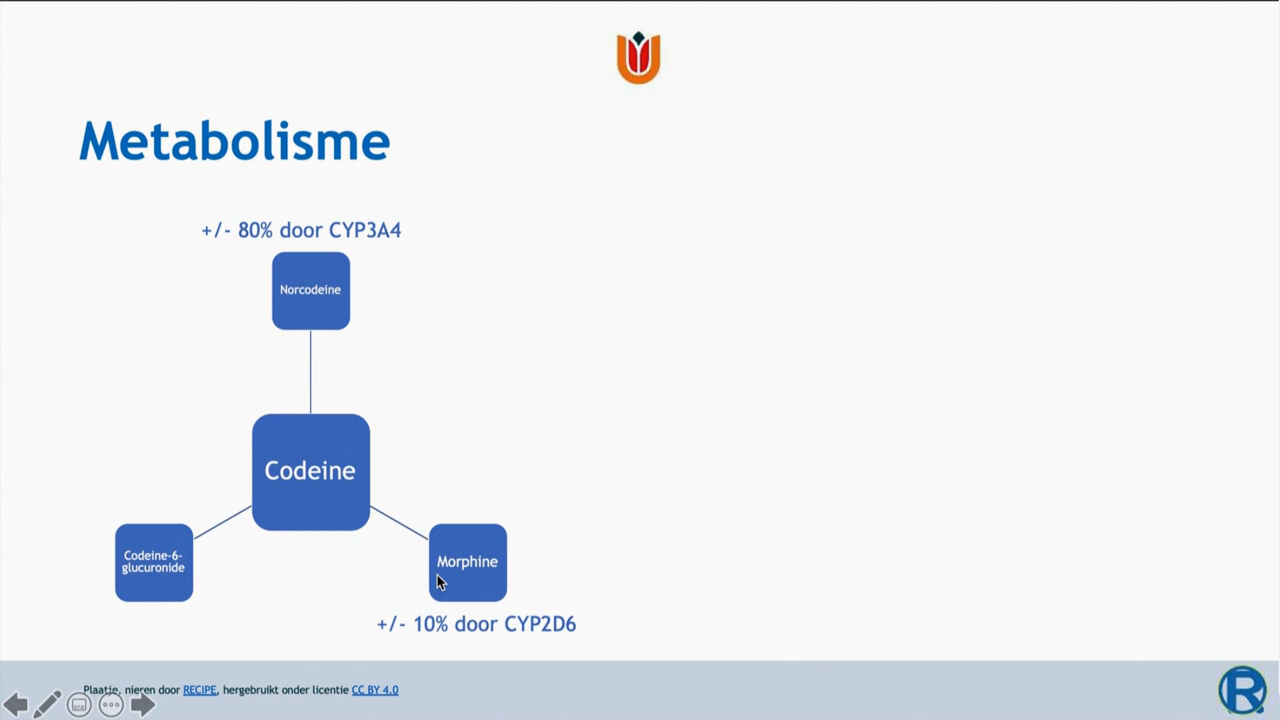 Metabolisme
+/- 80% door CYP3A4
Norcodeine
Codeine
Codeine-6-
glucuronide
Morphine
+/- 10% door CYP2D6
Plaatje, nieren door RECIPE, hergebruikt onder licentie CC BY 4.0
R